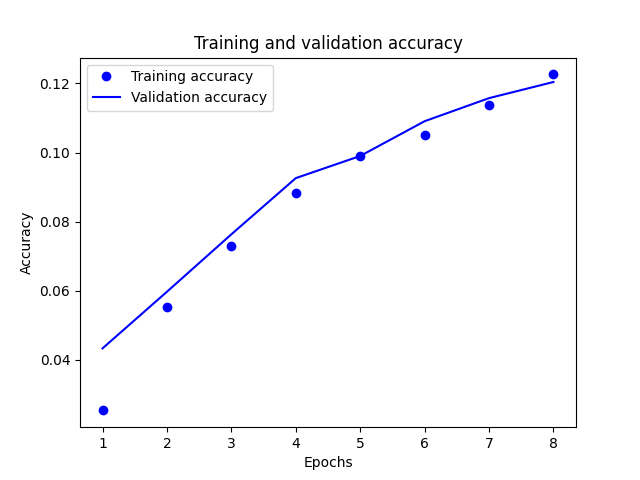 Training and validation accuracy
Training accuracy
Validation accuracy
0.12
0.10
0.08
0.06
0.04
Accuracy
1 2 3 4 5 6 7 8
Epochs